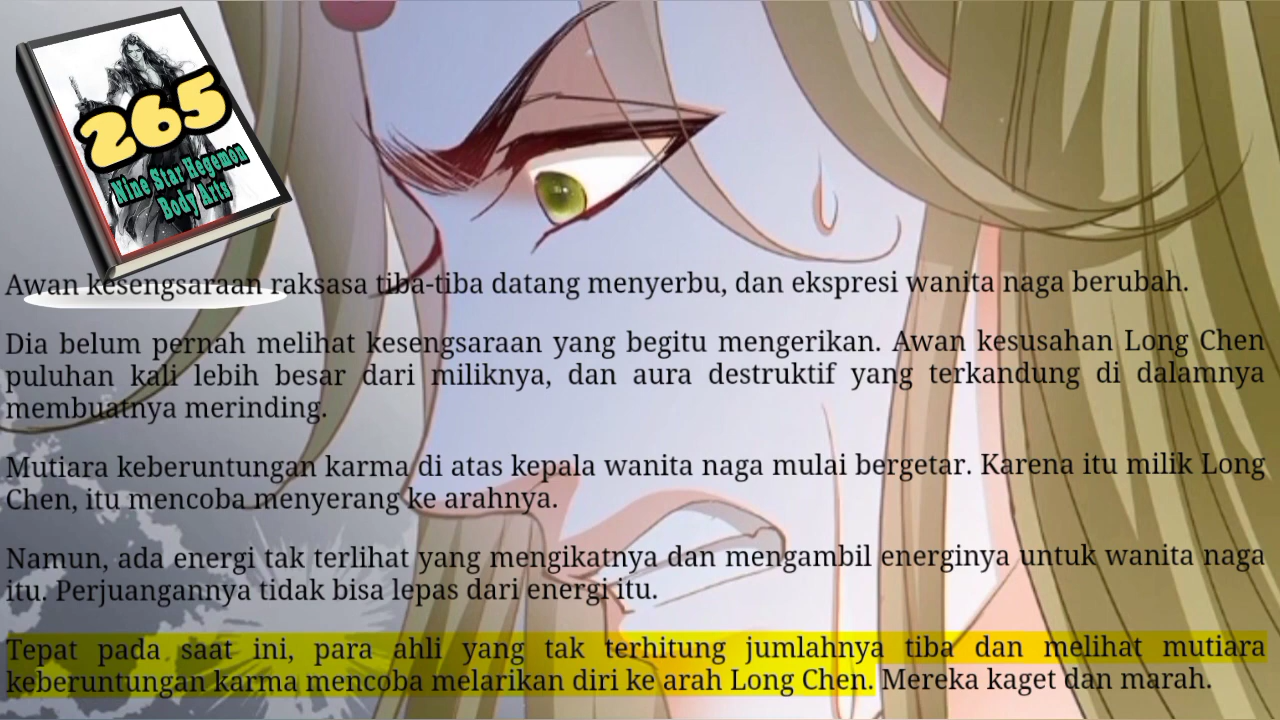 265
Nine Star Hegemon
Body Arts
Awan kesengsaraan raksasa tiba-tiba datang menyerbu, dan ekspresi wanita naga berubah.
Dia belum pernah melihat kesengsaraan yang begitu mengerikan. Awan kesusahan Long Chen
puluhan kali lebih besar dari miliknya, dan aura destruktif yang terkandung di dalamnya
membuatnya merinding.
Mutiara keberuntungan karma di atas kepala wanita naga mulai bergetar. Karena itu milik Long
Chen, itu mencoba menyerang ke arahnya.
Namun, ada energi tak terlihat yang mengikatnya dan mengambil energinya untuk wanita naga
itu. Perjuangannya tidak bisa lepas dari energi itu.
Tepat pada saat ini, para ahli yang tak terhitung jumlahnya tiba dan melihat mutiara
keberuntungan karma mencoba melarikan diri ke arah Long Chen. Mereka kaget dan marah.